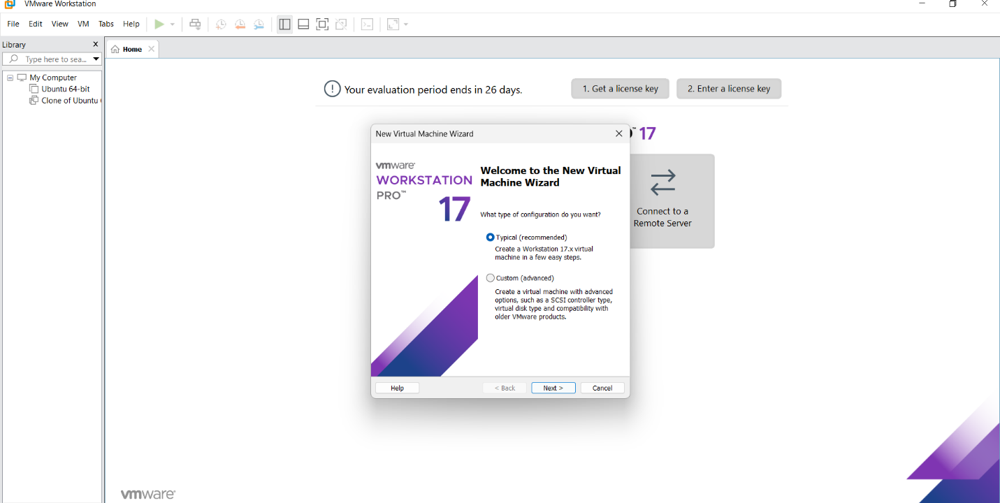 VMware Workstation
File Edit View VM Tabs Help
Library
Type here to sea...
My Computer
Ubuntu 64-bit
Clone of Ubuntu
Home
Your evaluation period ends in 26 days.
1. Get a license key
2. Enter a license key
™ 17
Connect to a
Remote Server
New Virtual Machine Wizard
vmware®
WORKSTATION
PRO™
17
Welcome to the New Virtual
Machine Wizard
What type of configuration do you want?
Typical (recommended)
Create a Workstation 17.x virtual
machine in a few easy steps.
Custom (advanced)
Create a virtual machine with advanced
options, such as a SCSI controller type,
virtual disk type and compatibility with
older VMware products.
Help
< Back
Next >
Cancel
vmware®